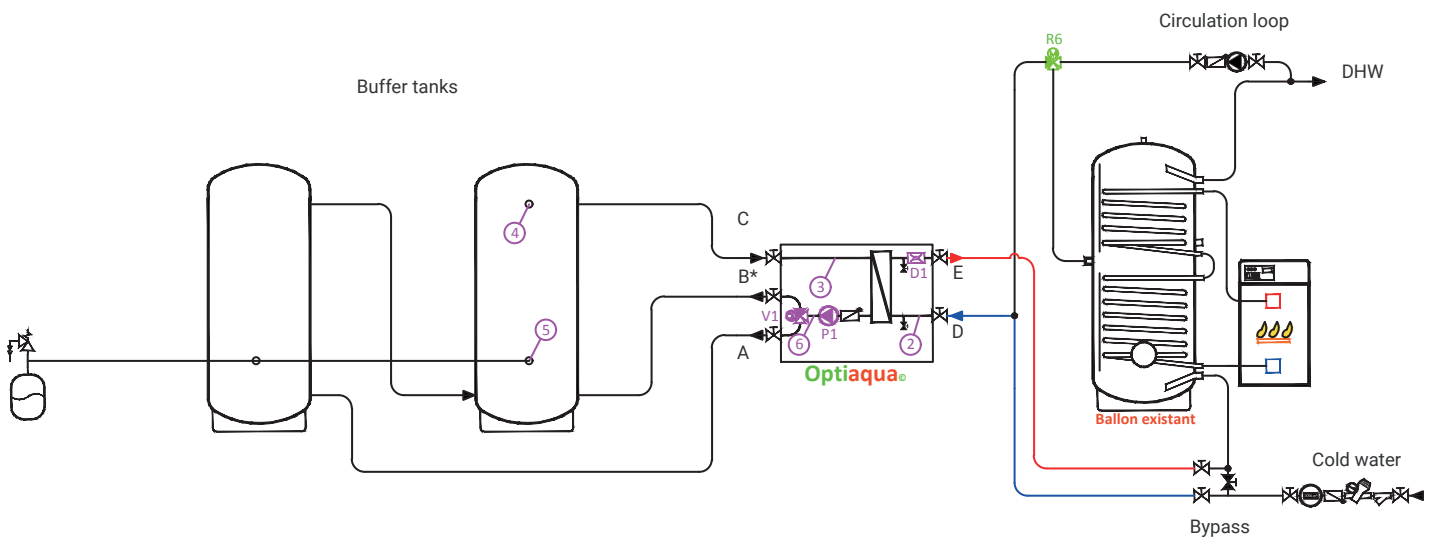 Circulation loop
R6
DHW
Buffer tanks
C
4
B*
3
D1
E
V1
P1
6
2
D
5
A
Optiaqua©
Ballon existant
Cold water
Bypass